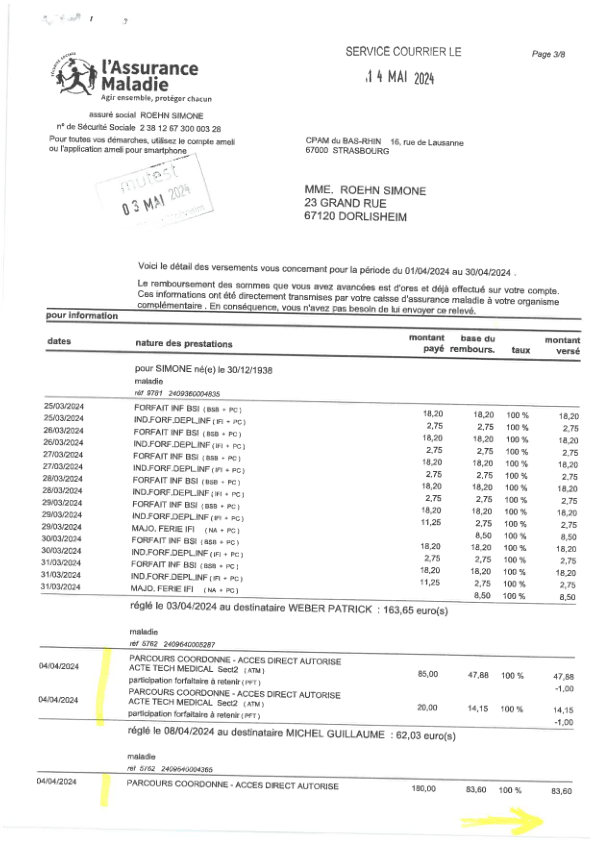 SERVICE COURRIER LE
Page 3/8
14 MAI 2024
SÉCURITÉ SOCIALE
l'Assurance
Maladie
Agir ensemble, protéger chacun
assuré social ROEHN SIMONE
n° de Sécurité Sociale 2 38 12 67 300 003 28
Pour toutes vos démarches, utilisez le compte ameli
ou l'application ameli pour smartphone
CPAM du BAS-RHIN 16, rue de Lausanne
67000 STRASBOURG
mutest
03 MAI 2024
MME. ROEHN SIMONE
23 GRAND RUE
67120 DORLISHEIM
Voici le détail des versements vous concernant pour la période du 01/04/2024 au 30/04/2024 .
Le remboursement des sommes que vous avez avancées est d'ores et déjà effectué sur votre compte.
Ces informations ont été directement transmises par votre caisse d'assurance maladie à votre organisme
complémentaire . En conséquence, vous n'avez pas besoin de lui envoyer ce relevé.
pour information
dates nature des prestations montant payé base du rembours. taux montant versé
pour SIMONE né(e) le 30/12/1938
maladie
réf 9781 2409360004835
25/03/2024 FORFAIT INF BSI (BSB + PC) 18,20 18,20 100 % 18,20
25/03/2024 IND.FORF.DEPL.INF (IFI + PC) 2,75 2,75 100 % 2,75
26/03/2024 FORFAIT INF BSI (BSB + PC) 18,20 18,20 100 % 18,20
26/03/2024 IND.FORF.DEPL.INF (IFI + PC) 2,75 2,75 100 % 2,75
27/03/2024 FORFAIT INF BSI (BSB + PC) 18,20 18,20 100 % 18,20
27/03/2024 IND.FORF.DEPL.INF (IFI + PC) 2,75 2,75 100 % 2,75
28/03/2024 FORFAIT INF BSI (BSB + PC) 18,20 18,20 100 % 18,20
28/03/2024 IND.FORF.DEPL.INF (IFI + PC) 2,75 2,75 100 % 2,75
29/03/2024 FORFAIT INF BSI (BSB + PC) 18,20 18,20 100 % 18,20
29/03/2024 IND.FORF.DEPL.INF (IFI + PC) 11,25 2,75 100 % 2,75
29/03/2024 MAJO. FERIE IFI (NA + PC) 8,50 100 % 8,50
30/03/2024 FORFAIT INF BSI (BSB + PC) 18,20 18,20 100 % 18,20
30/03/2024 IND.FORF.DEPL.INF (IFI + PC) 2,75 2,75 100 % 2,75
31/03/2024 FORFAIT INF BSI (BSB + PC) 18,20 18,20 100 % 18,20
31/03/2024 IND.FORF.DEPL.INF (IFI + PC) 11,25 2,75 100 % 2,75
31/03/2024 MAJO. FERIE IFI (NA + PC) 8,50 100 % 8,50
réglé le 03/04/2024 au destinataire WEBER PATRICK : 163,65 euro(s)
maladie
réf 5762 2409640005287
04/04/2024 PARCOURS COORDONNE - ACCES DIRECT AUTORISE
ACTE TECH MEDICAL Sect2 (ATM) 85,00 47,88 100 % 47,88
participation forfaitaire à retenir (PFT) -1,00
04/04/2024 PARCOURS COORDONNE - ACCES DIRECT AUTORISE
ACTE TECH MEDICAL Sect2 (ATM) 20,00 14,15 100 % 14,15
participation forfaitaire à retenir (PFT) -1,00
réglé le 08/04/2024 au destinataire MICHEL GUILLAUME : 62,03 euro(s)
maladie
réf 5762 2409640004365
04/04/2024 PARCOURS COORDONNE - ACCES DIRECT AUTORISE 180,00 83,60 100 % 83,60